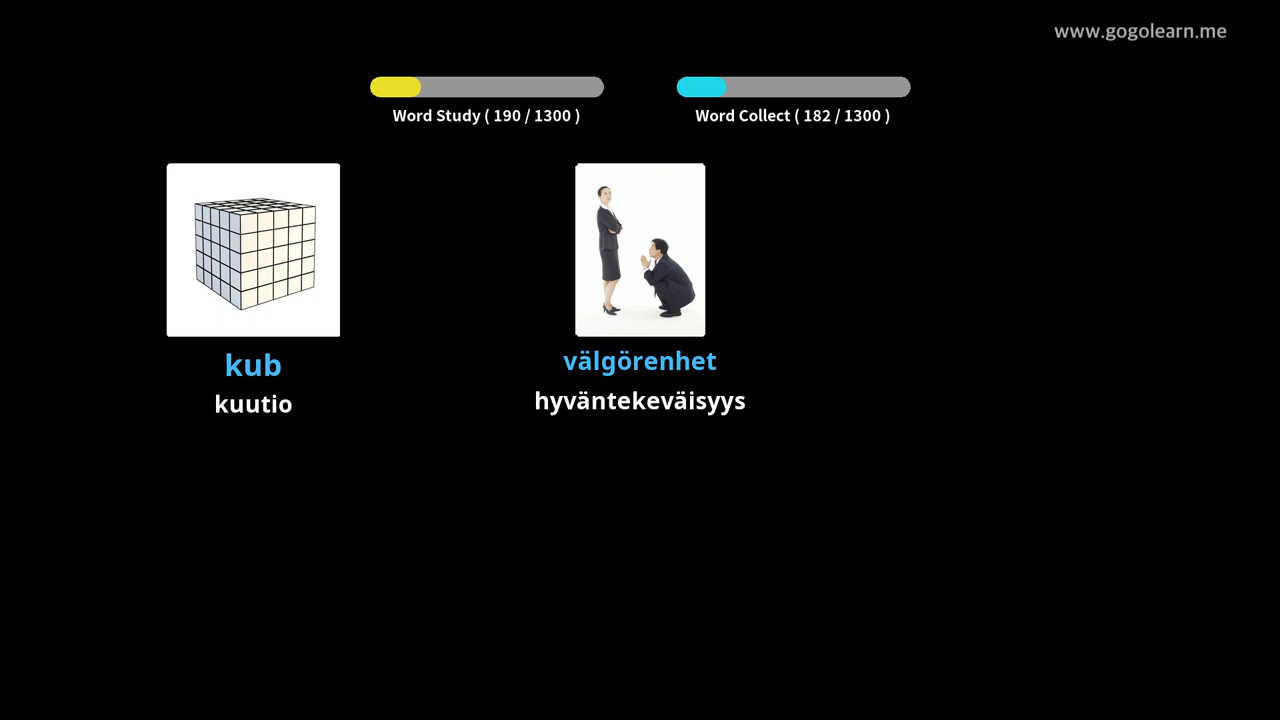 www.gogolearn.me
Word Study ( 190 / 1300 )
Word Collect ( 182 / 1300 )
kub
kuutio
välgörenhet
hyväntekeväisyys